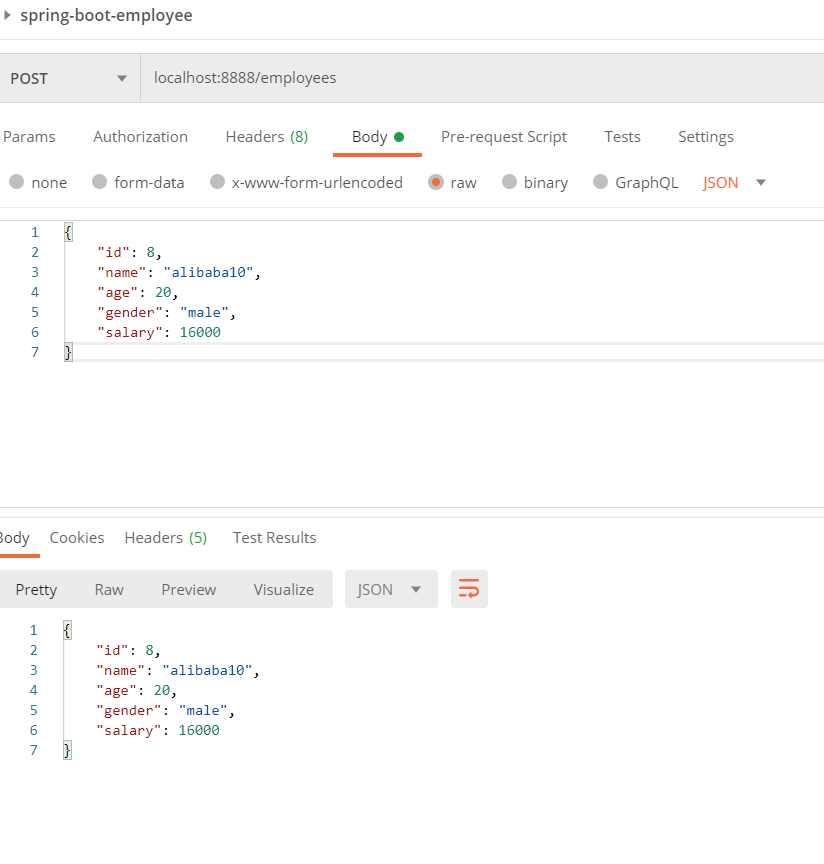 spring-boot-employee
POST localhost:8888/employees
Params Authorization Headers (8) Body Pre-request Script Tests Settings
none form-data x-www-form-urlencoded raw binary GraphQL JSON
1 {
2 "id": 8,
3 "name": "alibaba10",
4 "age": 20,
5 "gender": "male",
6 "salary": 16000
7 }
Body Cookies Headers (5) Test Results
Pretty Raw Preview Visualize JSON
1 {
2 "id": 8,
3 "name": "alibaba10",
4 "age": 20,
5 "gender": "male",
6 "salary": 16000
7 }